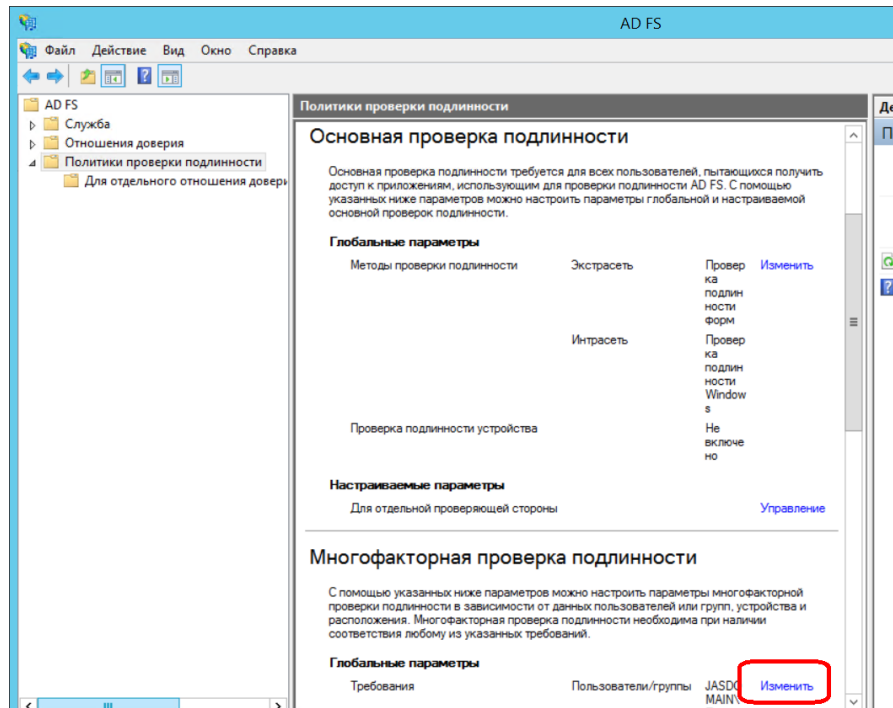 AD FS
Файл Действие Вид Окно Справка
AD FS
Служба
Отношения доверия
Политики проверки подлинности
Для отдельного отношения довери
Политики проверки подлинности
Основная проверка подлинности
Основная проверка подлинности требуется для всех пользователей, пытающихся получить
доступ к приложениям, использующим для проверки подлинности AD FS. С помощью
указанных ниже параметров можно настроить параметры глобальной и настраиваемой
основной проверок подлинности.
Глобальные параметры
Методы проверки подлинности Экстрасеть Провер Изменить
ка
подлин
ности
форм
Интрасеть Провер
ка
подлин
ности
Window
s
Проверка подлинности устройства Не
включе
но
Настраиваемые параметры
Для отдельной проверяющей стороны Управление
Многофакторная проверка подлинности
С помощью указанных ниже параметров можно настроить параметры многофакторной
проверки подлинности в зависимости от данных пользователей или групп, устройства и
расположения. Многофакторная проверка подлинности необходима при наличии
соответствия любому из указанных требований.
Глобальные параметры
Требования Пользователи/группы JASDO Изменить
MAIN\
Де
П